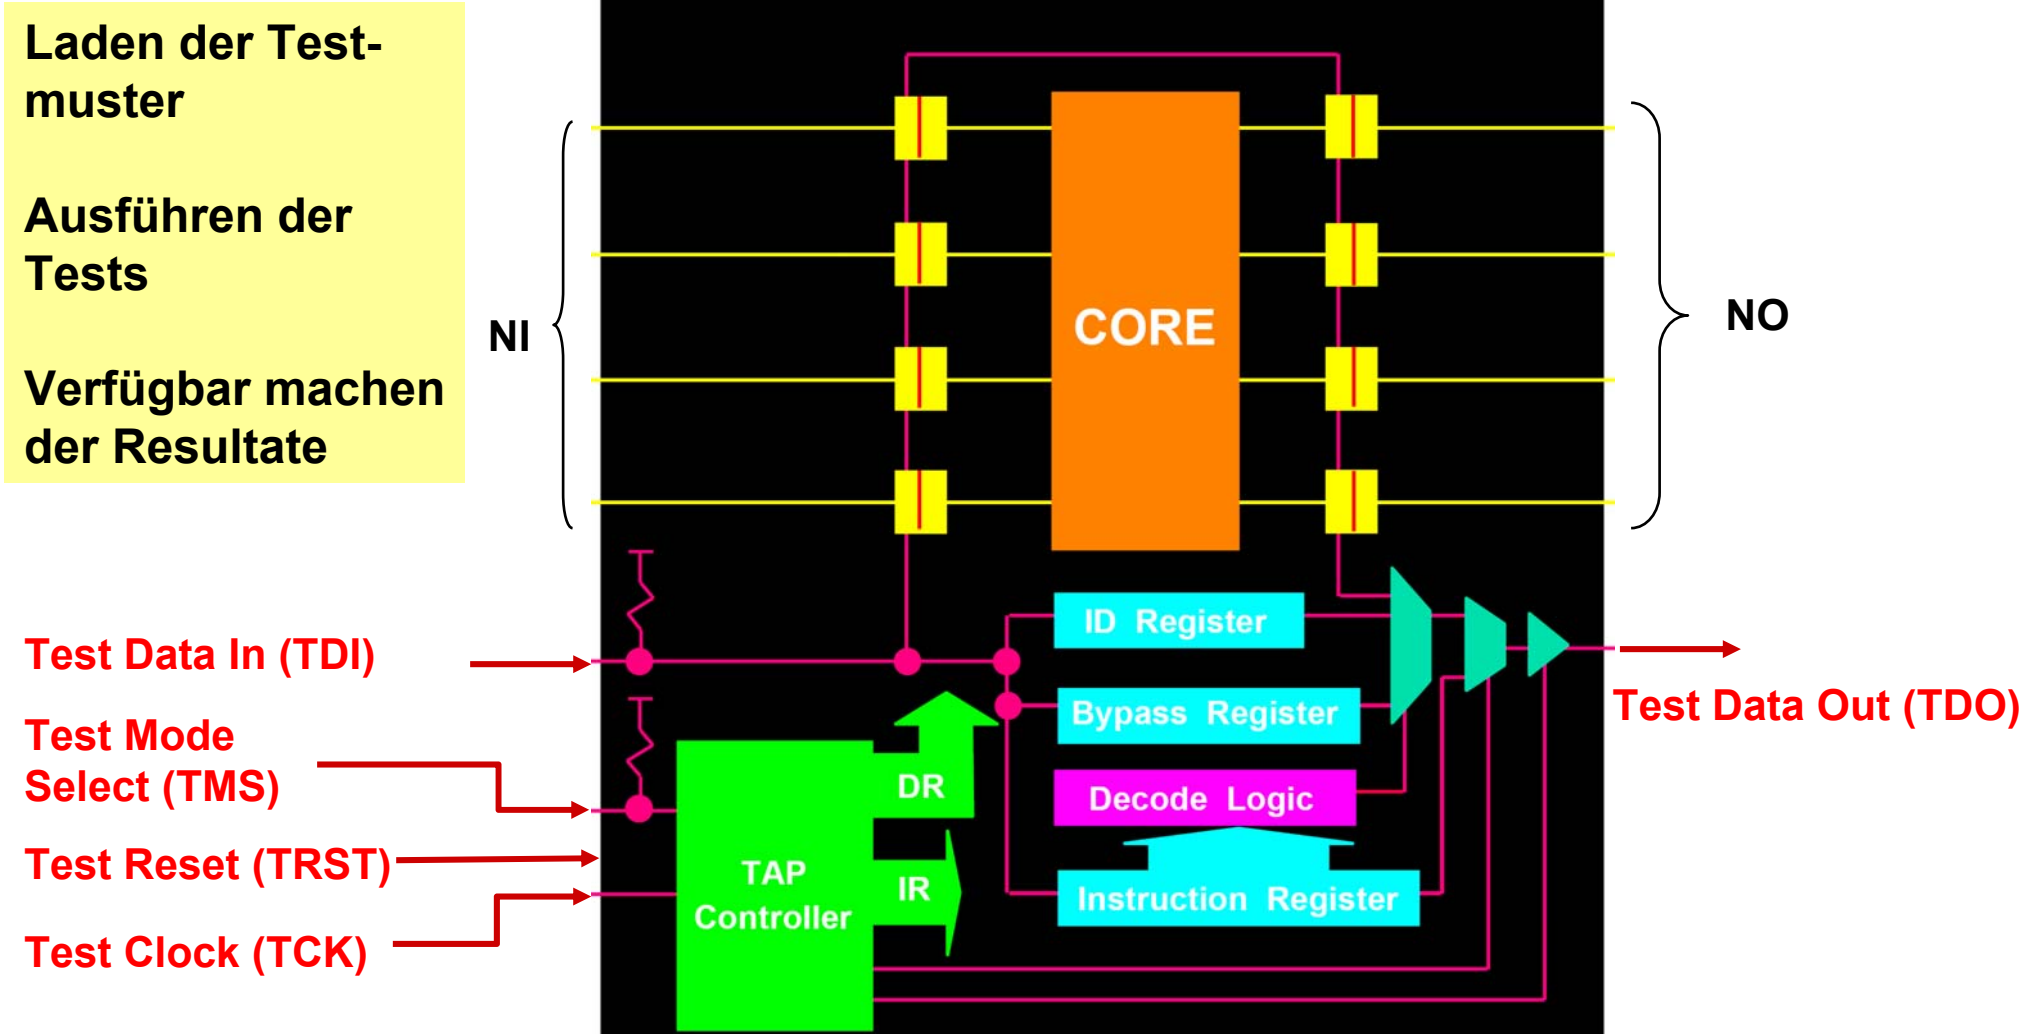 Laden der Test-
muster
Ausführen der
Tests
Verfügbar machen
der Resultate
NI
CORE
NO
Test Data In (TDI)
Test Mode
Select (TMS)
Test Reset (TRST)
Test Clock (TCK)
TAP
Controller
DR
IR
ID Register
Bypass Register
Decode Logic
Instruction Register
Test Data Out (TDO)